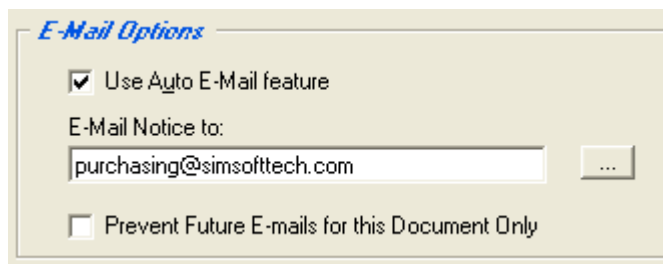 E-Mail Options
Use Auto E-Mail feature
E-Mail Notice to:
purchasing@simsofttech.com
...
Prevent Future E-mails for this Document Only